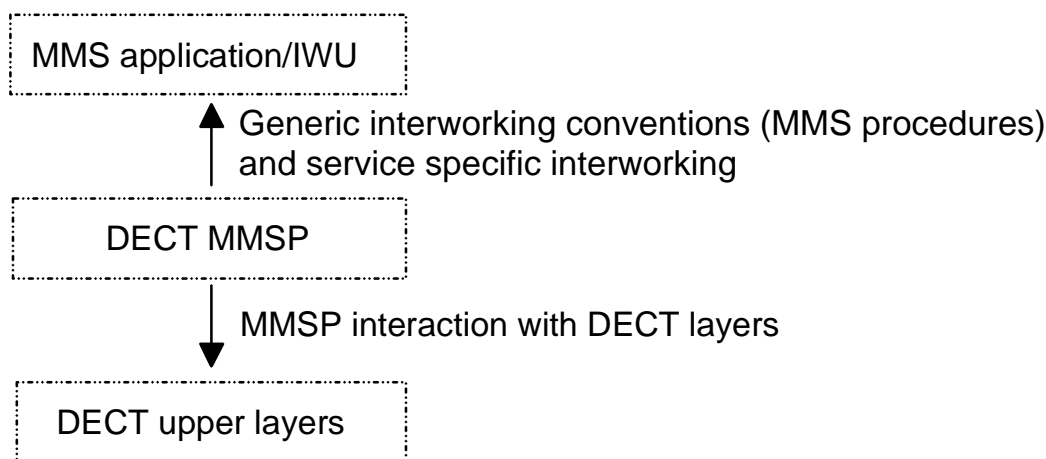 MMS application/IWU
Generic interworking conventions (MMS procedures)
and service specific interworking
DECT MMSP
MMSP interaction with DECT layers
DECT upper layers